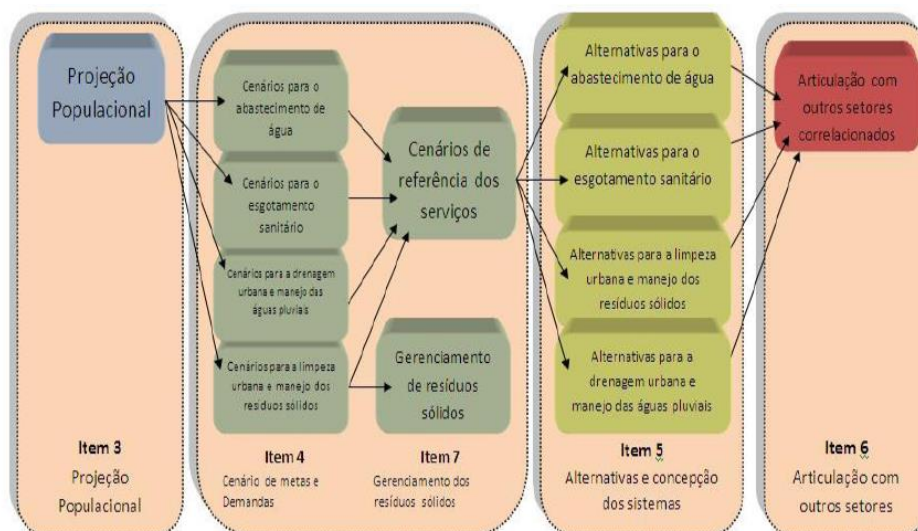 Projeção
Populacional
Item 3
Projeção
Populacional
Cenários para o
abastecimento de
água
Cenários para o
esgotamento
sanitário
Cenários para a drenagem
urbana e manejo das
águas pluviais
Cenários para a limpeza
urbana e manejo dos
resíduos sólidos
Item 4
Cenário de metas e
Demandas
Cenários de
referência dos
serviços
Gerenciamento
de resíduos
sólidos
Item 7
Gerenciamento dos
resíduos sólidos
Alternativas para o
abastecimento de água
Alternativas para o
esgotamento sanitário
Alternativas para a limpeza
urbana e manejo dos
resíduos sólidos
Alternativas para a
drenagem urbana e
manejo das águas pluviais
Item 5
Alternativas e concepção
dos sistemas
Articulação com
outros setores
correlacionados
Item 6
Articulação com
outros setores